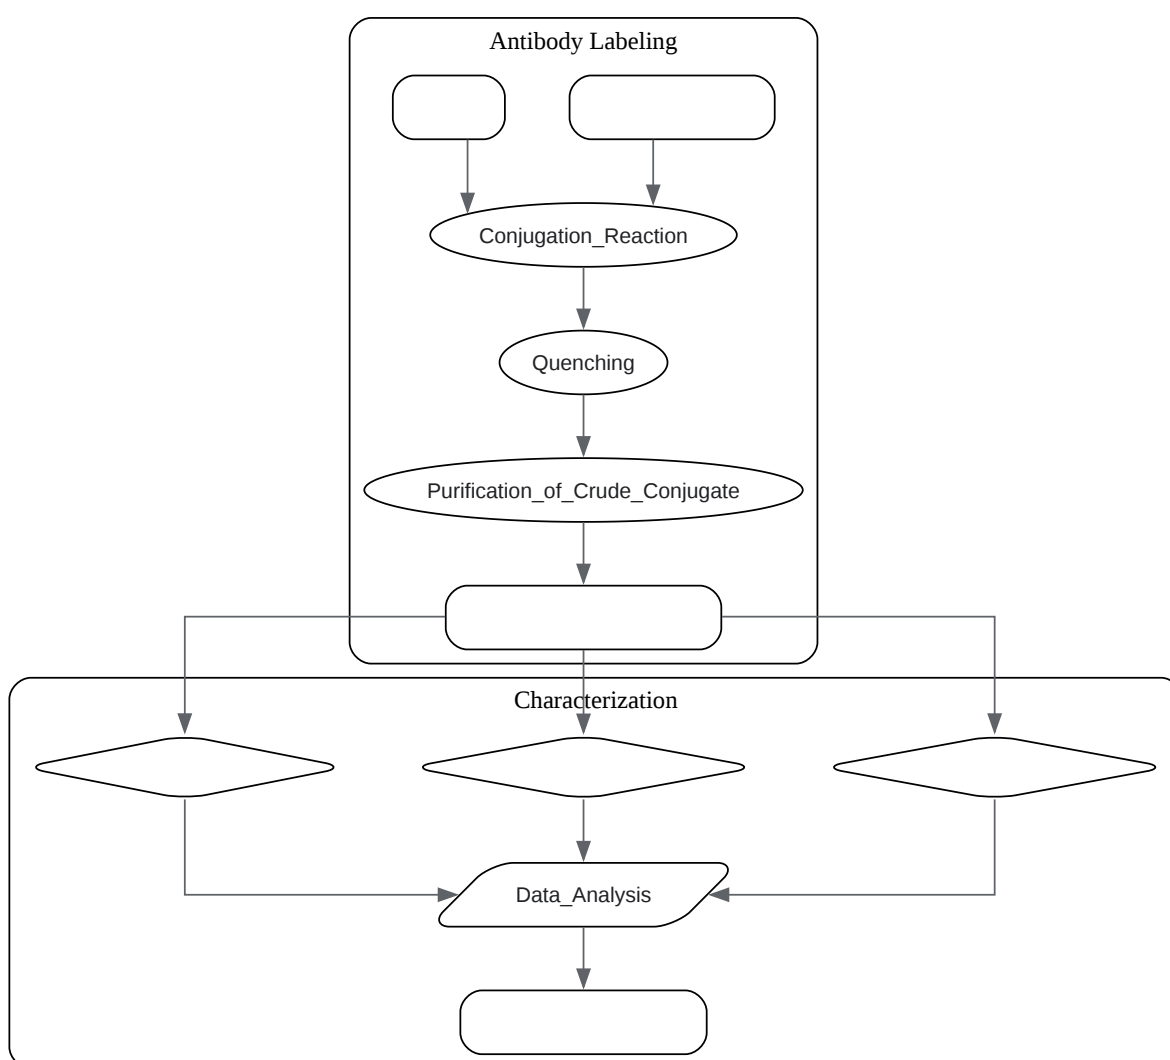 Antibody Labeling
Conjugation_Reaction
Quenching
Purification_of_Crude_Conjugate
Characterization
Data_Analysis